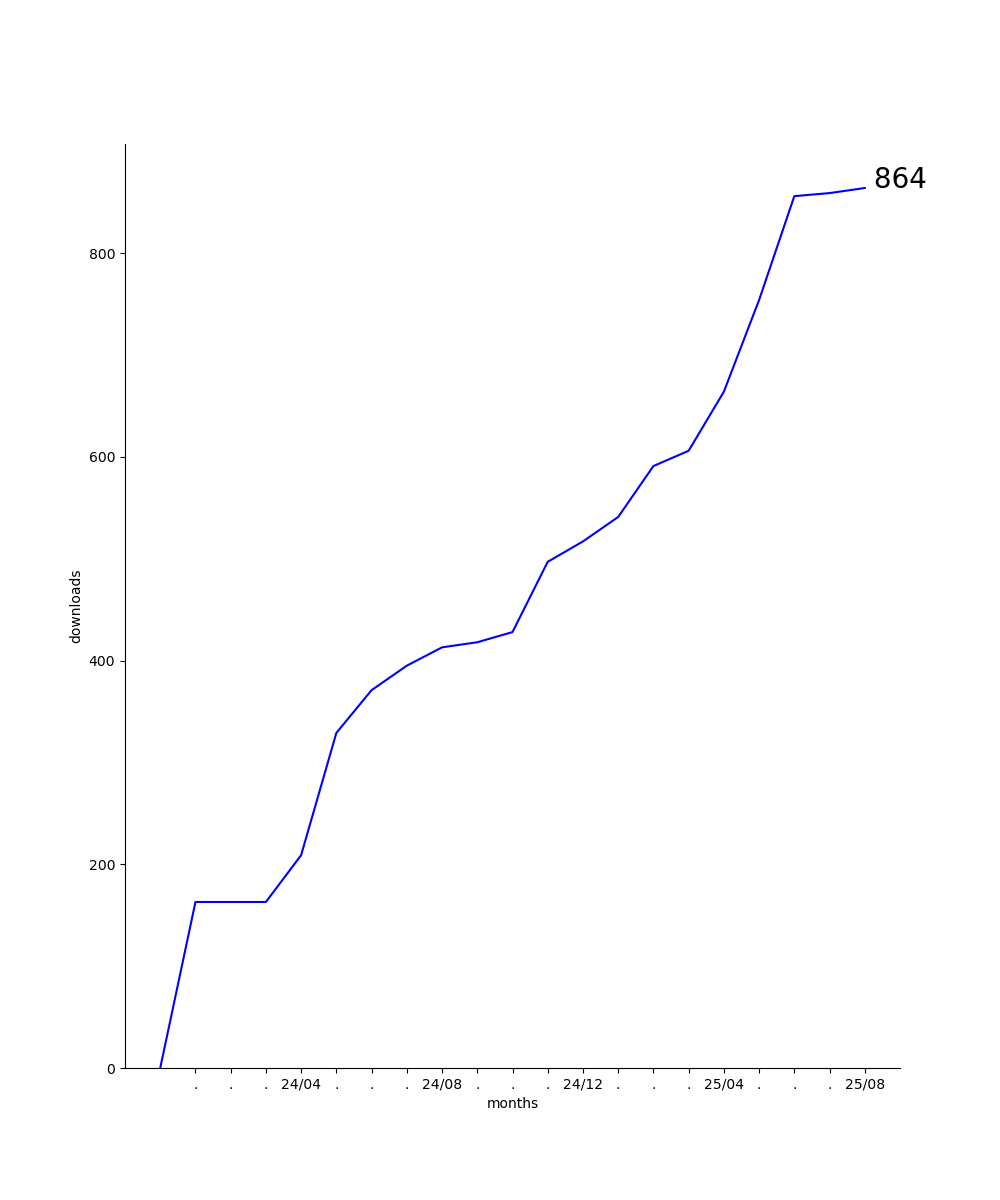 864
800
600
400
200
0
downloads
. . . 24/04 . . . 24/08 . . . 24/12 . . . 25/04 . . . 25/08
months